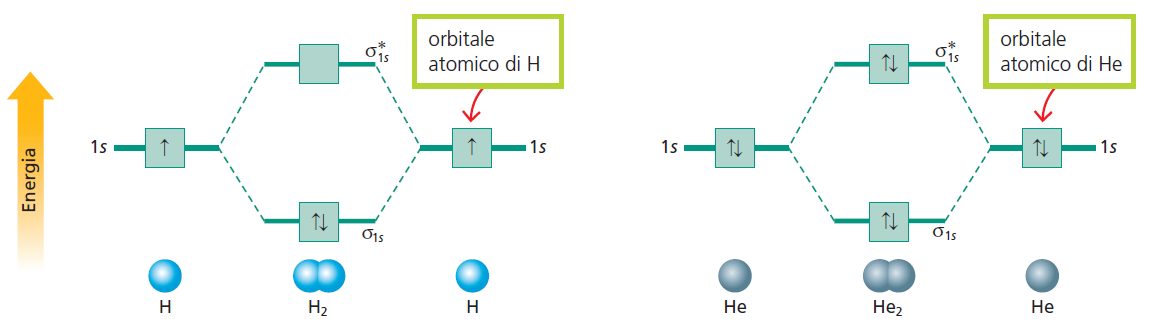 Energia
σ*1s
orbitale
atomico di H
1s
↑
↑
1s
↑↓
σ1s
H
H2
H
σ*1s
orbitale
atomico di He
↑↓
1s
↑↓
↑↓
1s
↑↓
σ1s
He
He2
He